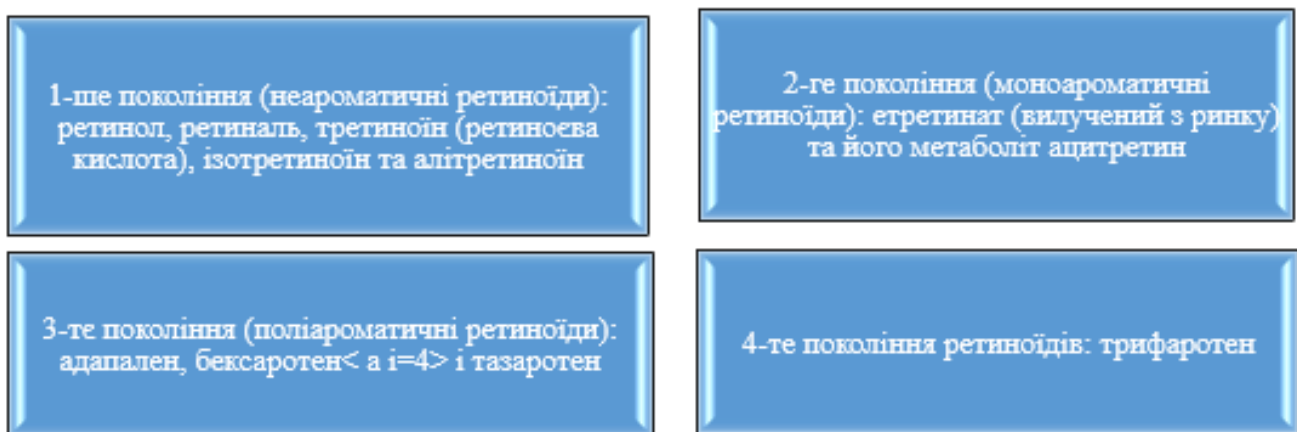 1-ше покоління (неароматичні ретиноїди):
ретинол, ретиналь, третиноїн (ретиноєва
кислота), ізотретиноїн та алітретиноїн
2-ге покоління (моноароматичні
ретиноїди): етретинат (вилучений з ринку)
та його метаболіт ацитретин
3-тє покоління (поліароматичні ретиноїди):
адапален, бексаротен< a i=4> і тазаротен
4-те покоління ретиноїдів: трифаротен